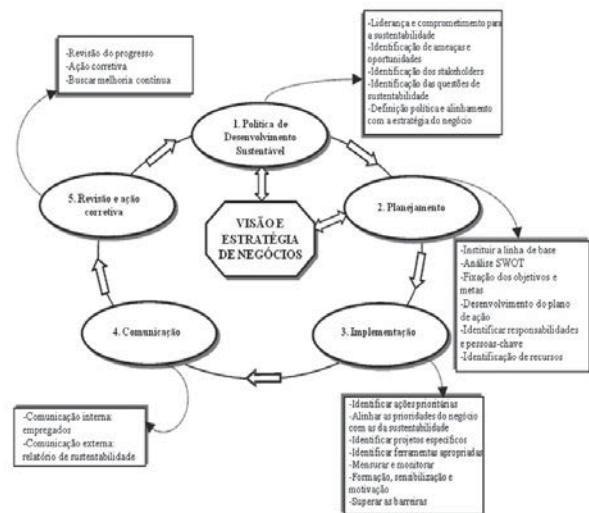 -Revisão do progresso
-Ação corretiva
-Buscar melhoria contínua
-Liderança e comprometimento para
a sustentabilidade
-Identificação de ameaças e
oportunidades
-Identificação dos stakeholders
-Identificação das questões de
sustentabilidade
-Definição política e alinhamento
com a estratégia do negócio
1. Política de
Desenvolvimento
Sustentável
5. Revisão e ação
corretiva
2. Planejamento
VISÃO E
ESTRATÉGIA
DE NEGÓCIOS
-Instituir a linha de base
-Análise SWOT
-Fixação dos objetivos e
metas
-Desenvolvimento do plano
de ação
-Identificar responsabilidades
e pessoas-chave
-Identificação de recursos
4. Comunicação
3. Implementação
-Comunicação interna:
empregados
-Comunicação externa:
relatório de sustentabilidade
-Identificar ações prioritárias
-Alinhar as prioridades do negócio
com as da sustentabilidade
-Identificar projetos específicos
-Identificar ferramentas apropriadas
-Mensurar e monitorar
-Formação, sensibilização e
motivação
-Superar as barreiras